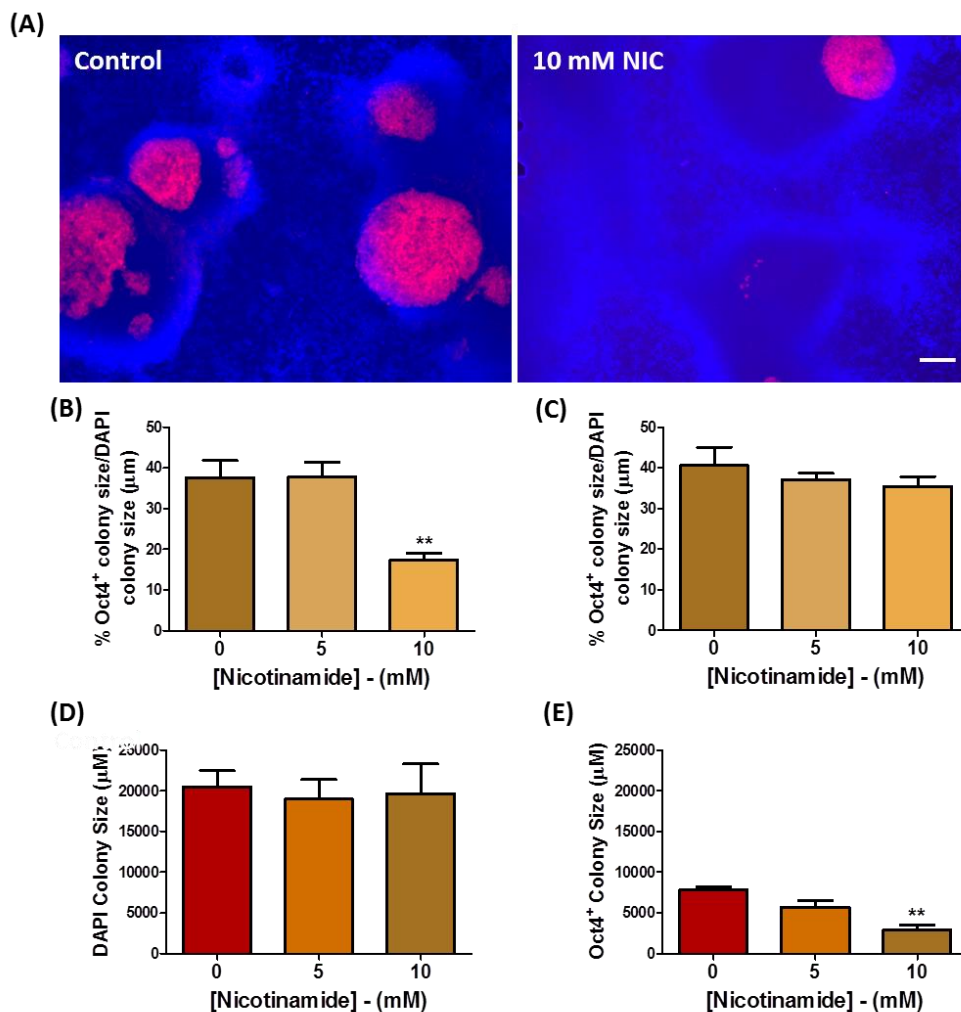 (A)
Control
10 mM NIC
(B)
% Oct4⁺ colony size/DAPI
colony size (μm)
50
40
30
20
10
0
**
0 5 10
[Nicotinamide] - (mM)
(C)
% Oct4⁺ colony size/DAPI
colony size (μm)
50
40
30
20
10
0
0 5 10
[Nicotinamide] - (mM)
(D)
Control
DAPI Colony Size (μM)
25000
20000
15000
10000
5000
0
0 5 10
[Nicotinamide] - (mM)
(E)
Oct4⁺ Colony Size (μM)
25000
20000
15000
10000
5000
0
**
0 5 10
[Nicotinamide] - (mM)